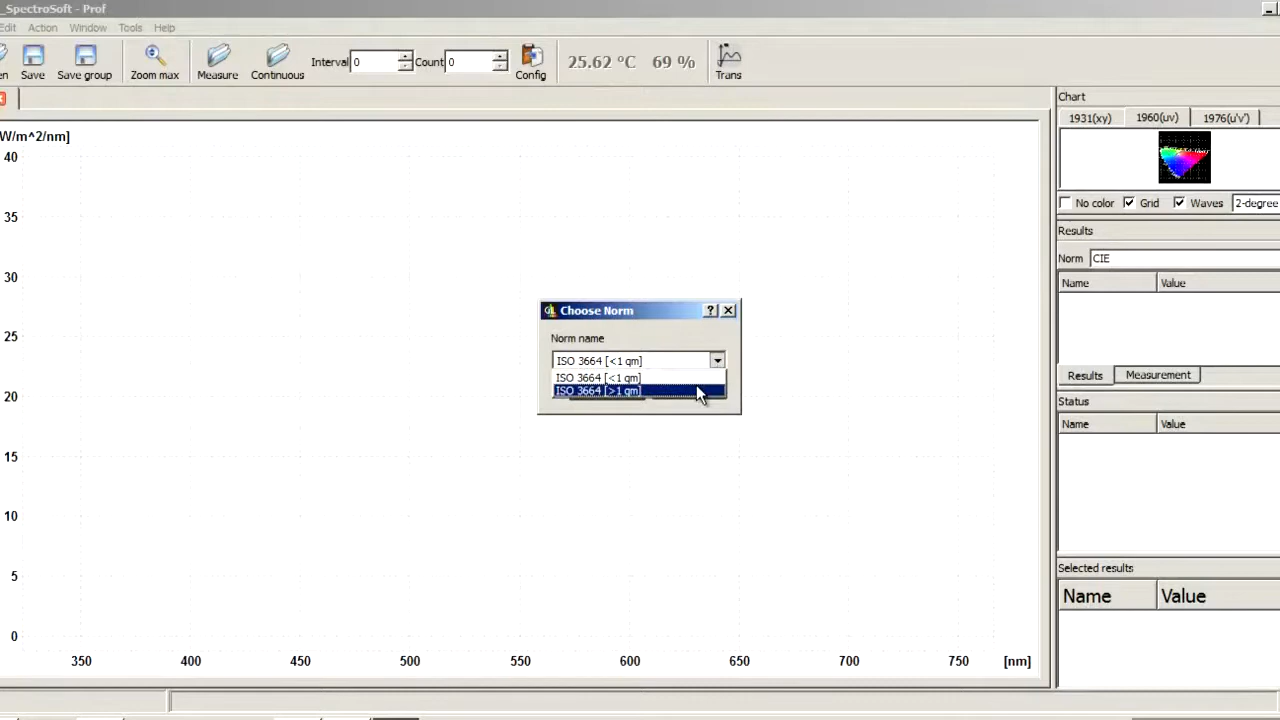 _SpectroSoft - Prof
Edit Action Window Tools Help
en Save Save group Zoom max Measure Continuous Interval 0 Count 0 Config 25.62 °C 69 % Trans
W/m^2/nm]
40
35
30
25
20
15
10
5
0
350 400 450 500 550 600 650 700 750 [nm]
Choose Norm
Norm name
ISO 3664 [<1 qm]
ISO 3664 [<1 qm]
ISO 3664 [>1 qm]
Chart
1931(xy) 1960(uv) 1976(u'v')
No color Grid Waves 2-degree
Results
Norm CIE
Name Value
Results Measurement
Status
Name Value
Selected results
Name Value